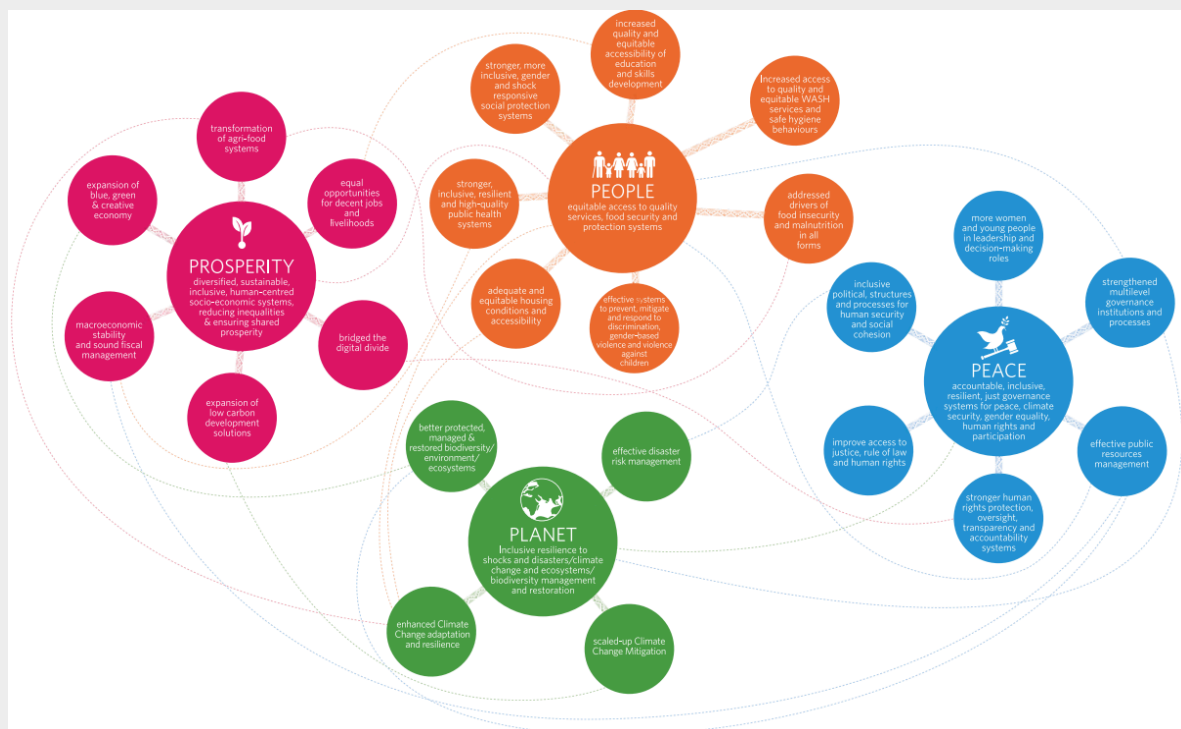 transformation
of agri-food
systems
expansion of
blue, green
& creative
economy
equal
opportunities
for decent jobs
and
livelihoods
PROSPERITY
diversified, sustainable,
inclusive, human-centred
socio-economic systems,
reducing inequalities
& ensuring shared
prosperity
macroeconomic
stability
and sound fiscal
management
bridged the
digital divide
expansion of
low carbon
development
solutions
increased
quality and
equitable
accessibility of
education
and skills
development
stronger, more
inclusive, gender
and shock
responsive
social protection
systems
Increased access
to quality and
equitable WASH
services and
safe hygiene
behaviours
PEOPLE
equitable access to quality
services, food security and
protection systems
stronger,
inclusive, resilient
and high-quality
public health
systems
addressed
drivers of
food insecurity
and malnutrition
in all
forms
adequate and
equitable housing
conditions and
accessibility
effective systems
to prevent, mitigate
and respond to
discrimination,
gender-based
violence and violence
against
children
more women
and young people
in leadership and
decision-making
roles
inclusive
political, structures
and processes for
human security
and social
cohesion
strengthened
multilevel
governance
institutions and
processes
PEACE
accountable, inclusive,
resilient, just governance
systems for peace, climate
security, gender equality,
human rights and
participation
improve access to
justice, rule of law
and human rights
effective public
resources
management
stronger human
rights protection,
oversight,
transparency and
accountability
systems
better protected,
managed &
restored biodiversity/
environment/
ecosystems
effective disaster
risk management
PLANET
Inclusive resilience to
shocks and disasters/climate
change and ecosystems/
biodiversity management
and restoration
enhanced Climate
Change adaptation
and resilience
scaled-up Climate
Change Mitigation